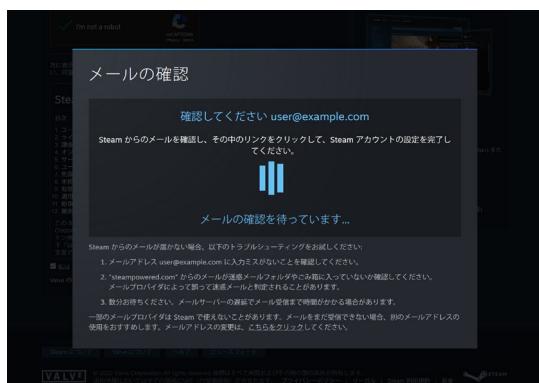 I'm not a robot
reCAPTCHA
メールの確認
確認してください user@example.com
Steam からのメールを確認し、その中のリンクをクリックして、Steam アカウントの設定を完了し
てください。
メールの確認を待っています...
Steam からのメールが届かない場合、以下のトラブルシューティングをお試しください:
1. メールアドレス user@example.com に入力ミスがないことを確認してください。
2. "steampowered.com" からのメールが迷惑メールフォルダやごみ箱に入っていないか確認してください。
メールプロバイダによって誤って迷惑メールと判定されることがあります。
3. 数分お待ちください。メールサーバーの遅延でメール受信まで時間がかかる場合があります。
一部のメールプロバイダは Steam で使えないことがあります。メールをまだ受信できない場合、別のメールアドレスの
使用をおすすめします。メールアドレスの変更は、こちらをクリックしてください。
VALVE
STEAM